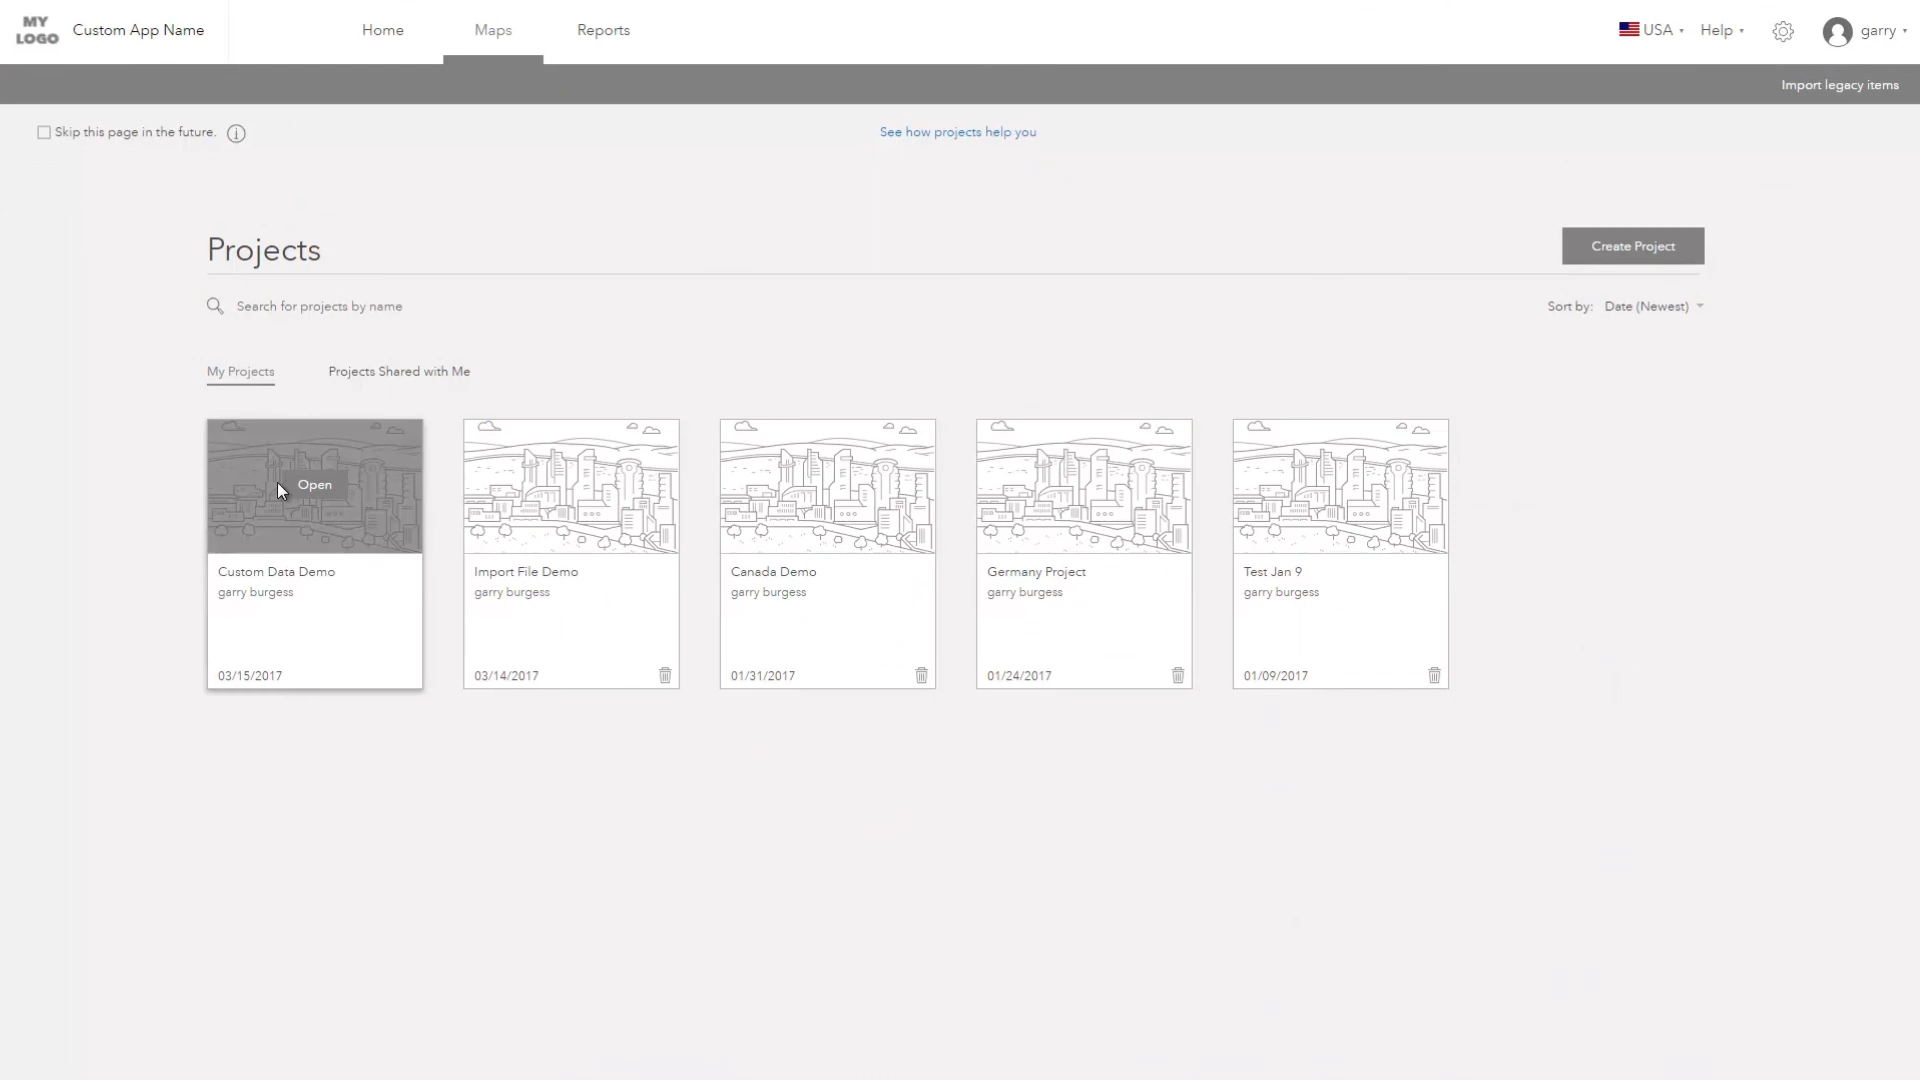 MY LOGO
Custom App Name
Home
Maps
Reports
USA
Help
garry
Import legacy items
Skip this page in the future.
See how projects help you
Projects
Create Project
Search for projects by name
Sort by: Date (Newest)
My Projects
Projects Shared with Me
Open
Custom Data Demo
garry burgess
03/15/2017
Import File Demo
garry burgess
03/14/2017
Canada Demo
garry burgess
01/31/2017
Germany Project
garry burgess
01/24/2017
Test Jan 9
garry burgess
01/09/2017